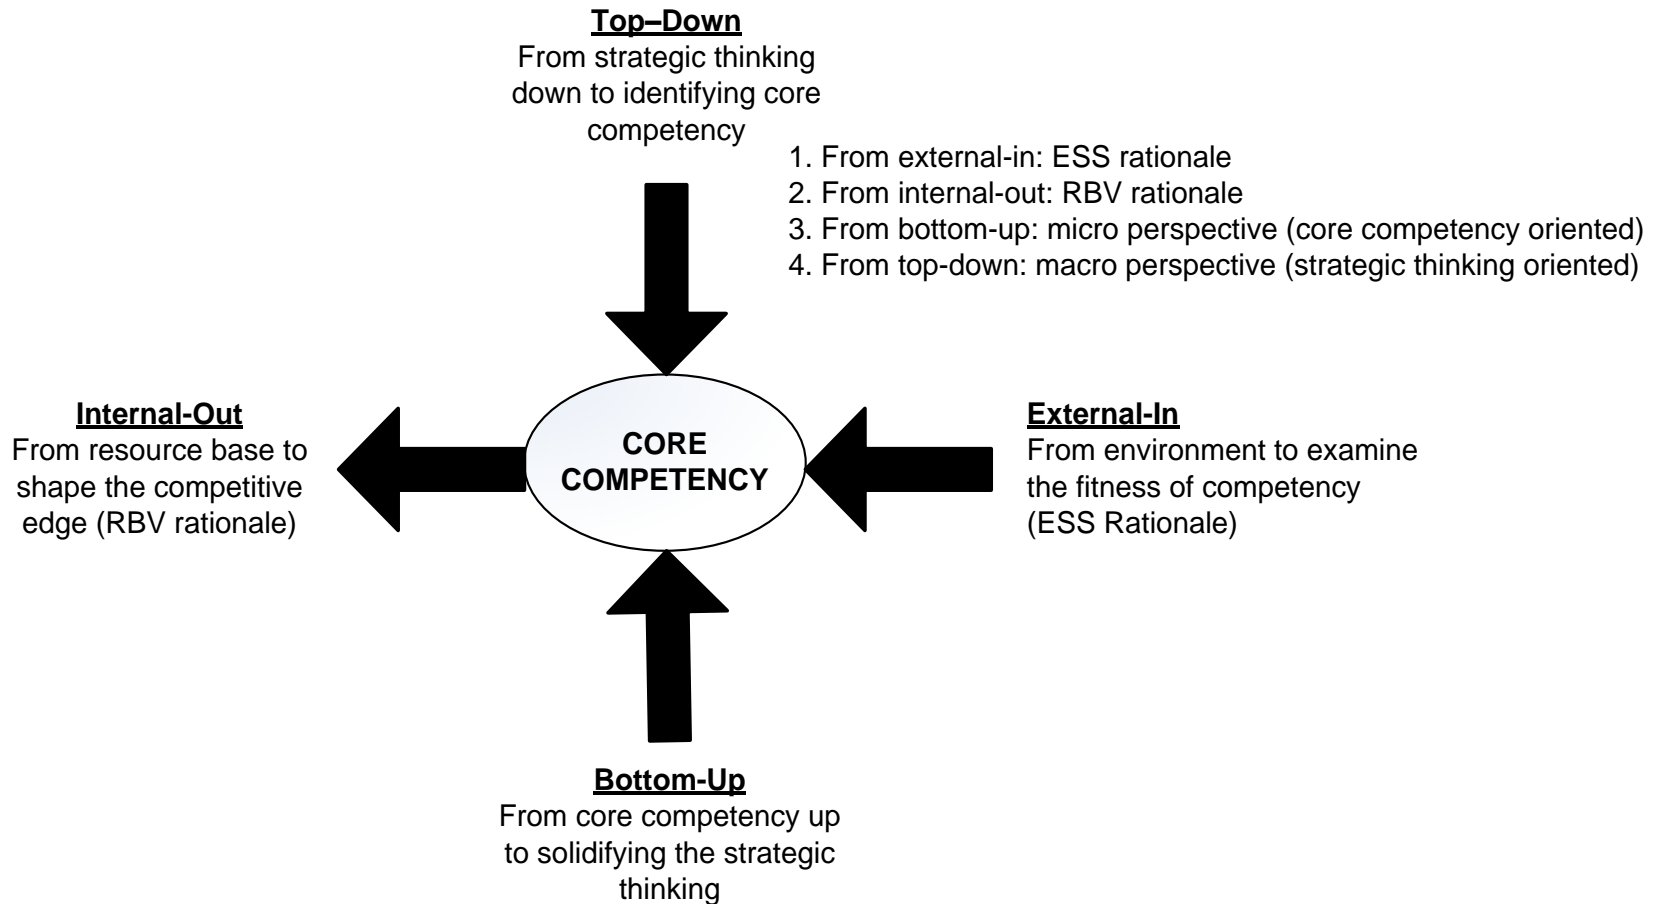 Top–Down
From strategic thinking
down to identifying core
competency
1. From external-in: ESS rationale
2. From internal-out: RBV rationale
3. From bottom-up: micro perspective (core competency oriented)
4. From top-down: macro perspective (strategic thinking oriented)
Internal-Out
From resource base to
shape the competitive
edge (RBV rationale)
CORE
COMPETENCY
External-In
From environment to examine
the fitness of competency
(ESS Rationale)
Bottom-Up
From core competency up
to solidifying the strategic
thinking